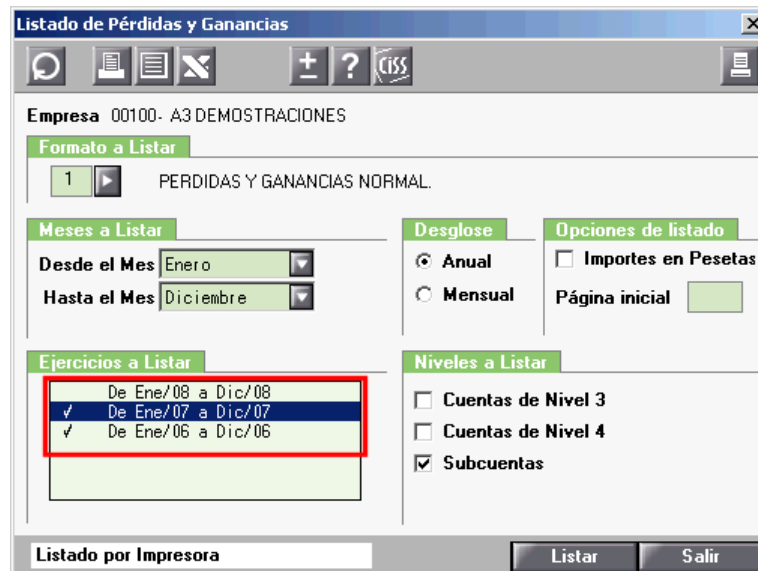 Listado de Pérdidas y Ganancias
± ? CISS
Empresa 00100- A3 DEMOSTRACIONES
Formato a Listar
1 PERDIDAS Y GANANCIAS NORMAL.
Meses a Listar
Desde el Mes Enero
Hasta el Mes Diciembre
Desglose
Anual
Mensual
Opciones de listado
Importes en Pesetas
Página inicial
Ejercicios a Listar
De Ene/08 a Dic/08
De Ene/07 a Dic/07
De Ene/06 a Dic/06
Niveles a Listar
Cuentas de Nivel 3
Cuentas de Nivel 4
Subcuentas
Listado por Impresora
Listar
Salir